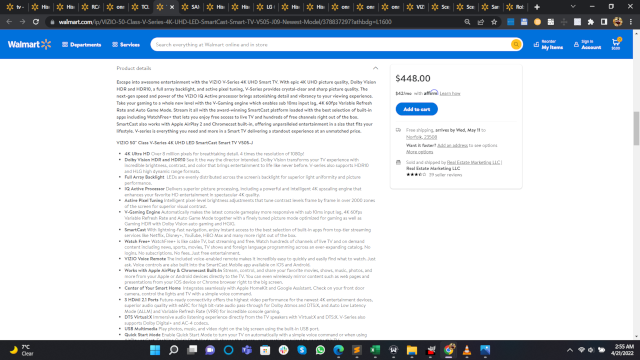 walmart.com/ip/VIZIO-50-Class-V-Series-4K-UHD-LED-SmartCast-Smart-TV-V505-J09-Newest-Model/378837297?athbdg=L1600
Walmart
Departments
Services
Search everything at Walmart online and in store
Reorder
My Items
Sign In
Account
Product details
Escape into awesome entertainment with the VIZIO V-Series 4K UHD Smart TV. With epic 4K UHD picture quality, Dolby Vision
HDR and HDR10, a full array backlight, and active pixel tuning, V-Series provides crystal-clear and sharp picture quality. The
next-gen speed and power of the VIZIO IQ Active processor brings astonishing detail and vibrancy to your viewing experience.
Take your gaming to a whole new level with the V-Gaming Engine which enables sub 10ms input lag, 4K 60fps Variable Refresh
Rate and Auto Game Mode. Stream it all with the award-winning SmartCast platform loaded with the best selection of built-in
apps including WatchFree+ that lets you enjoy free access to live TV and hundreds of free channels right out of the box.
SmartCast also works with Apple AirPlay 2 and Chromecast built-in, offering unparalleled entertainment in a size that fits your
lifestyle. V-series is everything you need and more in a Smart TV delivering a standout experience at an unmatched price.
VIZIO 50" Class V-Series 4K UHD LED SmartCast Smart TV V505-J
4K Ultra HD Over 8 million pixels for breathtaking detail. 4 times the resolution of 1080p!
Dolby Vision HDR and HDR10 See it the way the director intended. Dolby Vision transforms your TV experience with
incredible brightness, contrast, and color that brings entertainment to life like never before. V-series also supports HDR10
and HLG high dynamic range formats.
Full Array Backlight LEDs are evenly distributed across the screen's backlight for superior light uniformity and picture
performance.
IQ Active Processor Delivers superior picture processing, including a powerful and intelligent 4K upscaling engine that
enhances your favorite HD entertainment in spectacular 4K quality.
Active Pixel Tuning Intelligent pixel level brightness adjustments that tune contrast levels frame by frame in over 2000 zones
of the screen for superior visual contrast.
V-Gaming Engine Automatically makes the latest console gameplay more responsive with sub 10ms input lag, 4K 60fps
Variable Refresh Rate and Auto Game Mode together with a finely tuned picture mode optimized for gaming as well as
Gaming HDR with Dolby Vision auto gaming and HGIG.
SmartCast With lightning-fast navigation, enjoy instant access to the best selection of built-in apps from top-tier streaming
services like Netflix, Disney+, YouTube, HBO Max and many more right out of the box.
Watch Free+ WatchFree+ is like cable TV, but streaming and free. Watch hundreds of channels of live TV and on demand
content including news, sports, movies, TV shows and foreign language programming across an ever-expanding catalog. No
logins. No subscriptions. No fees. Just free entertainment.
VIZIO Voice Remote The included voice enabled remote makes it incredibly easy to quickly and easily find what to watch. Just
ask. Voice controls are also built into the SmartCast Mobile app available on iOS and Android.
Works with Apple AirPlay & Chromecast Built-in Stream, control, and share your favorite movies, shows, music, photos, and
more from your Apple or Android devices directly to the TV. You can even wirelessly mirror content such as web pages and
presentations from your iOS device or Chrome browser right to the big screen.
Center of Your Smart Home Integrates seamlessly with Apple HomeKit and Google Assistant. Check on your front door
camera, control the lights and TV with a simple voice command.
3 HDMI 2.1 Ports Future-ready connectivity offers the highest-video performance for the newest 4K entertainment devices;
superior audio quality with eARC for high bit-rate audio pass-through for Dolby Atmos and DTS:X, and Auto Low Latency
Mode (ALLM) and Variable Refresh Rate (VRR) for incredible console gaming.
DTS Virtual:X Immersive audio listening experience directly from the TV speakers with Virtual:X and DTS:X. V-Series also
supports Dolby Digital+ and AC-4 codecs.
USB Multimedia Play photos, music, and video right on the big screen using the built-in USB port.
Quick Start Mode Enable Quick Start Mode to turn your TV on automatically with a simple voice command or when using
$448.00
$42/mo. with affirm Learn how
Add to cart
Free shipping, arrives by Wed, May 11 to
Norfolk, 23508
Want it faster? Add an address to see options
More options
Sold and shipped by Real Estate Marketing LLC |
Real Estate Marketing LLC
39 seller reviews
7°C
Clear
2:55 AM
4/21/2022